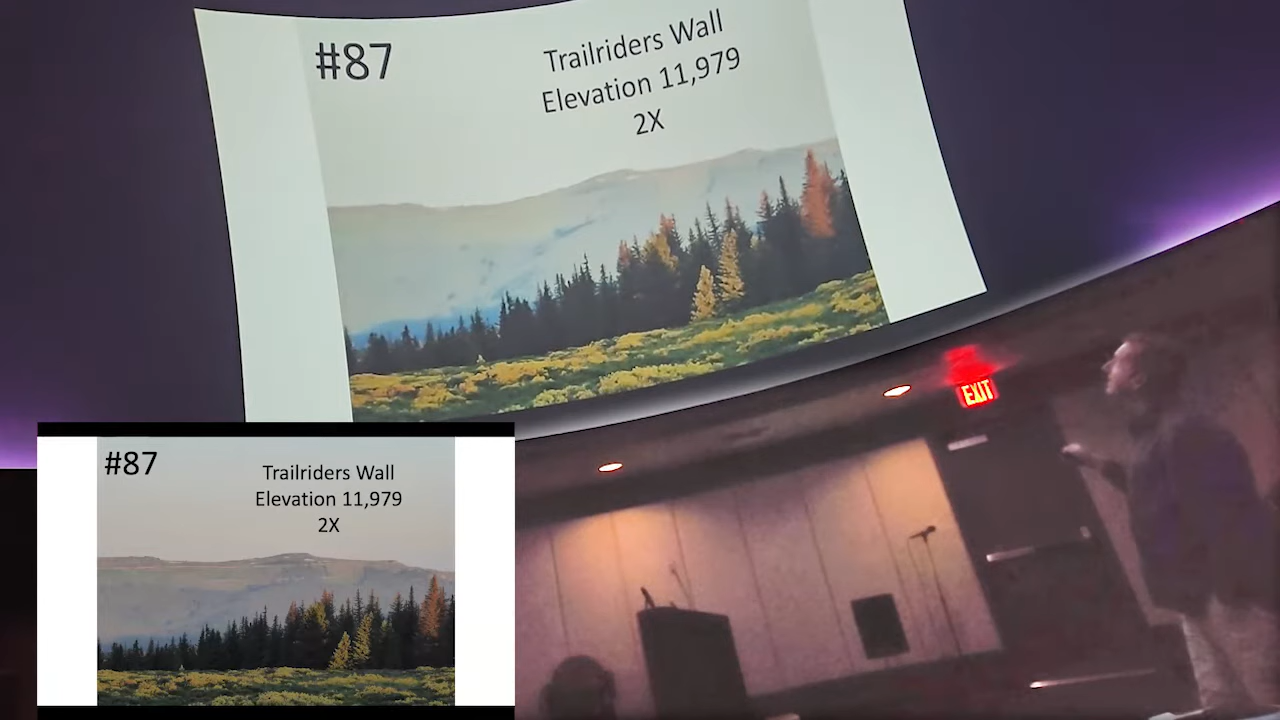 #87
Trailriders Wall
Elevation 11,979
2X
EXIT
#87
Trailriders Wall
Elevation 11,979
2X